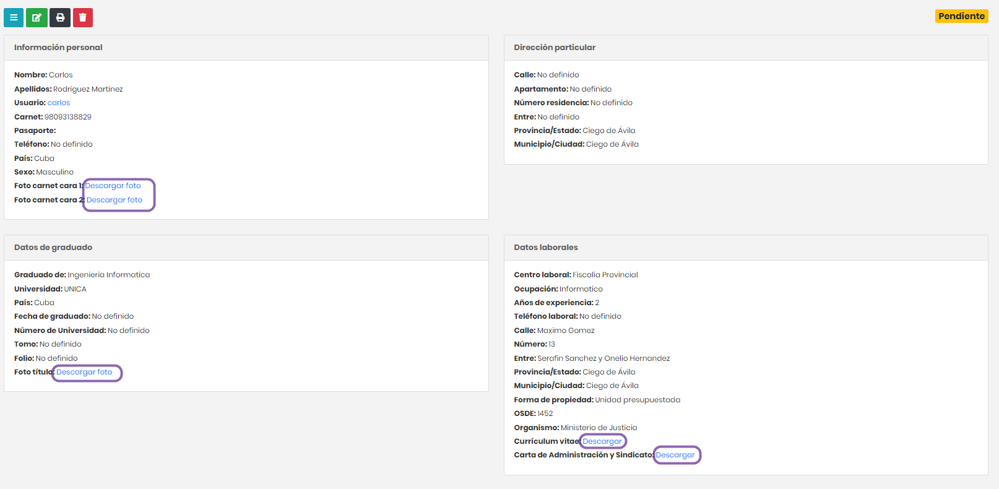 Pendiente
Información personal
Nombre: Carlos
Apellidos: Rodriguez Martinez
Usuario: carlos
Carnet: 98093138829
Pasaporte:
Teléfono: No definido
País: Cuba
Sexo: Masculino
Foto carnet cara 1: Descargar foto
Foto carnet cara 2: Descargar foto
Dirección particular
Calle: No definido
Apartamento: No definido
Número residencia: No definido
Entre: No definido
Provincia/Estado: Ciego de Ávila
Municipio/Ciudad: Ciego de Ávila
Datos de graduado
Graduado de: Ingenieria Informatica
Universidad: UNICA
País: Cuba
Fecha de graduado: No definido
Número de Universidad: No definido
Tomo: No definido
Folio: No definido
Foto título: Descargar foto
Datos laborales
Centro laboral: Fiscalia Provincial
Ocupación: Informatico
Años de experiencia: 2
Teléfono laboral: No definido
Calle: Maximo Gomez
Número: 13
Entre: Serafin Sanchez y Onelio Hernandez
Provincia/Estado: Ciego de Ávila
Municipio/Ciudad: Ciego de Ávila
Forma de propiedad: Unidad presupuestada
OSDE: 1452
Organismo: Ministerio de Justicia
Currículum vitae: Descargar
Carta de Administración y Sindicato: Descargar